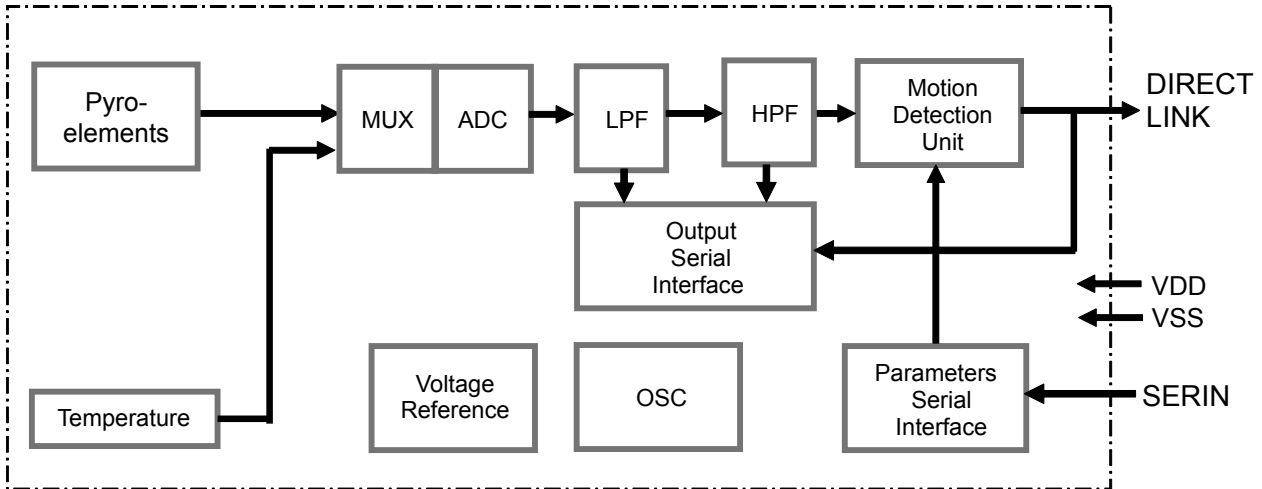 Pyro-
elements
MUX
ADC
LPF
HPF
Motion
Detection
Unit
DIRECT
LINK
Output
Serial
Interface
VDD
VSS
Temperature
Voltage
Reference
OSC
Parameters
Serial
Interface
SERIN